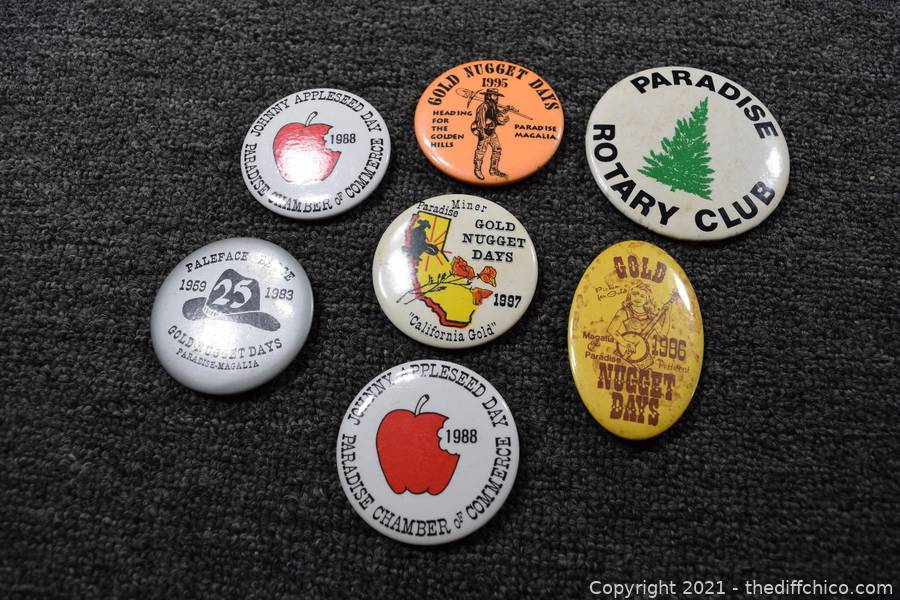 JOHNNY APPLESEED DAY
1988
PARADISE CHAMBER OF COMMERCE
GOLD NUGGET DAYS
1995
HEADING
FOR
THE
GOLDEN
HILLS
PARADISE
MAGALIA
PARADISE
ROTARY CLUB
PALEFACE
1959 25 1983
GOLD NUGGET DAYS
PARADISE-MAGALIA
Paradise Miner
GOLD
NUGGET
DAYS
1997
"California Gold"
GOLD
Magalia
Paradise
1996
NUGGET
DAYS
JOHNNY APPLESEED DAY
1988
PARADISE CHAMBER OF COMMERCE
Copyright 2021 - thediffchico.com